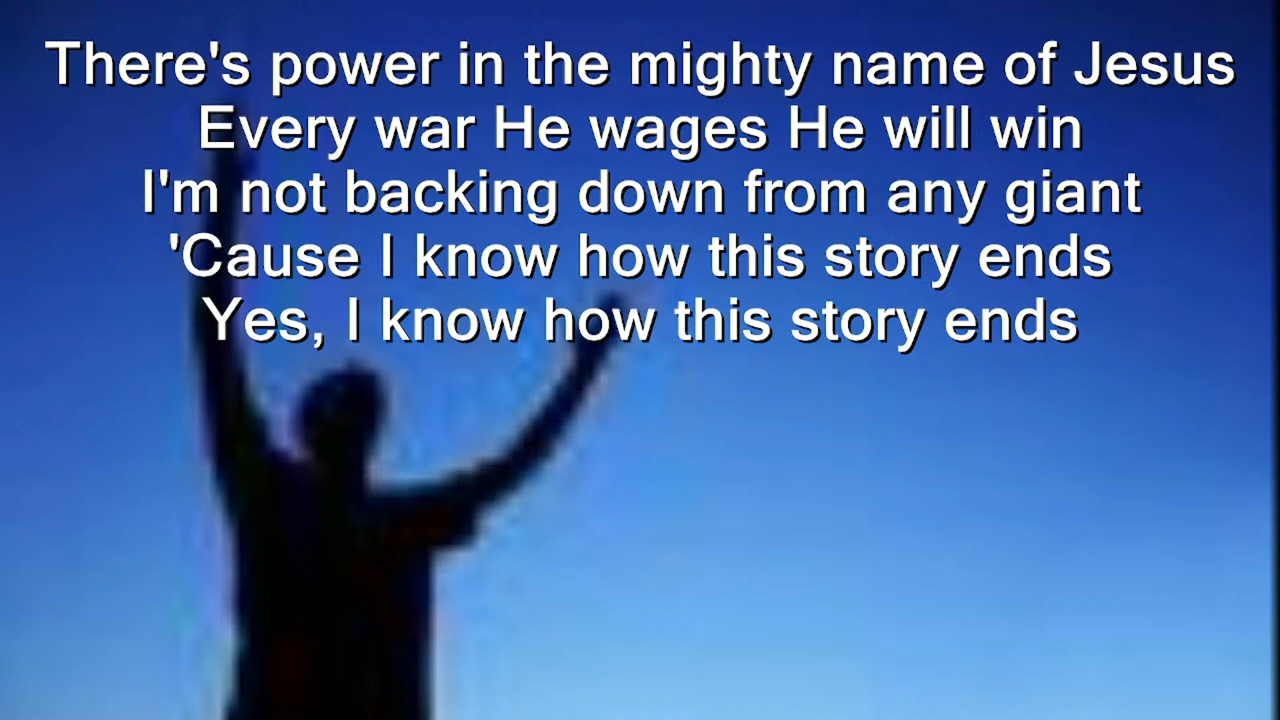 There's power in the mighty name of Jesus
Every war He wages He will win
I'm not backing down from any giant
'Cause I know how this story ends
Yes, I know how this story ends